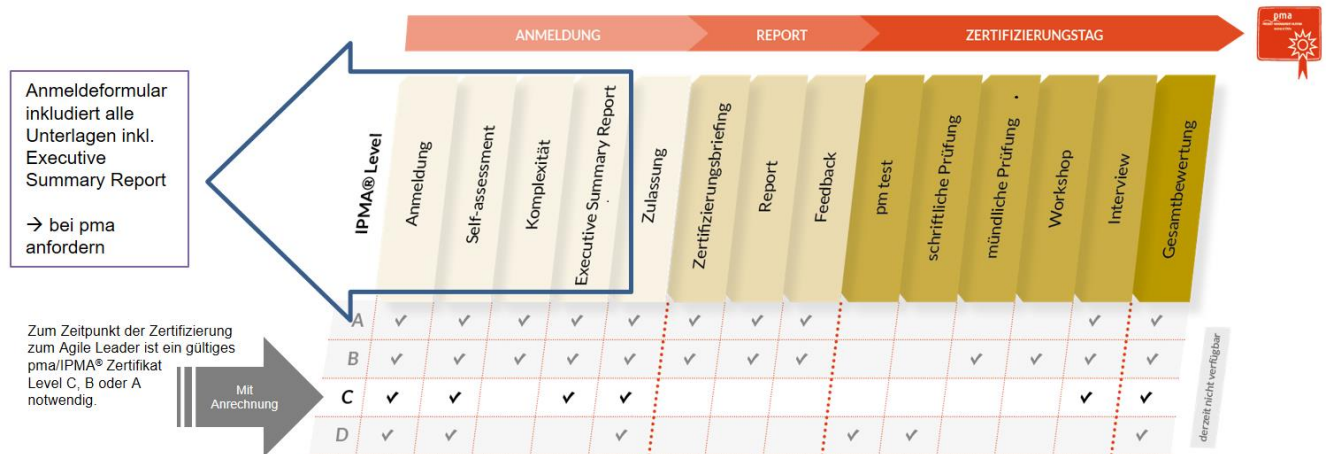 ANMELDUNG
REPORT
ZERTIFIZIERUNGSTAG
pma
Anmeldeformular
inkludiert alle
Unterlagen inkl.
Executive
Summary Report
→ bei pma
anfordern
IPMA® Level
Anmeldung
Self-assessment
Komplexität
Executive Summary Report
Zulassung
Zertifizierungsbriefing
Report
Feedback
pm test
schriftliche Prüfung
mündliche Prüfung
Workshop
Interview
Gesamtbewertung
A ✓ ✓ ✓ ✓ ✓ ✓ ✓ ✓ ✓ ✓
B ✓ ✓ ✓ ✓ ✓ ✓ ✓ ✓ ✓ ✓ ✓ ✓
C ✓ ✓ ✓ ✓ ✓ ✓
D ✓ ✓ ✓ ✓ ✓ ✓
Zum Zeitpunkt der Zertifizierung
zum Agile Leader ist ein gültiges
pma/IPMA® Zertifikat
Level C, B oder A
notwendig.
Mit
Anrechnung
derzeit nicht verfügbar